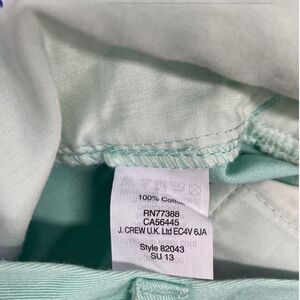 100% Cotton
RN77388
CA56445
J. CREW U.K. Ltd EC4V 6JA
Style 82043
SU 13